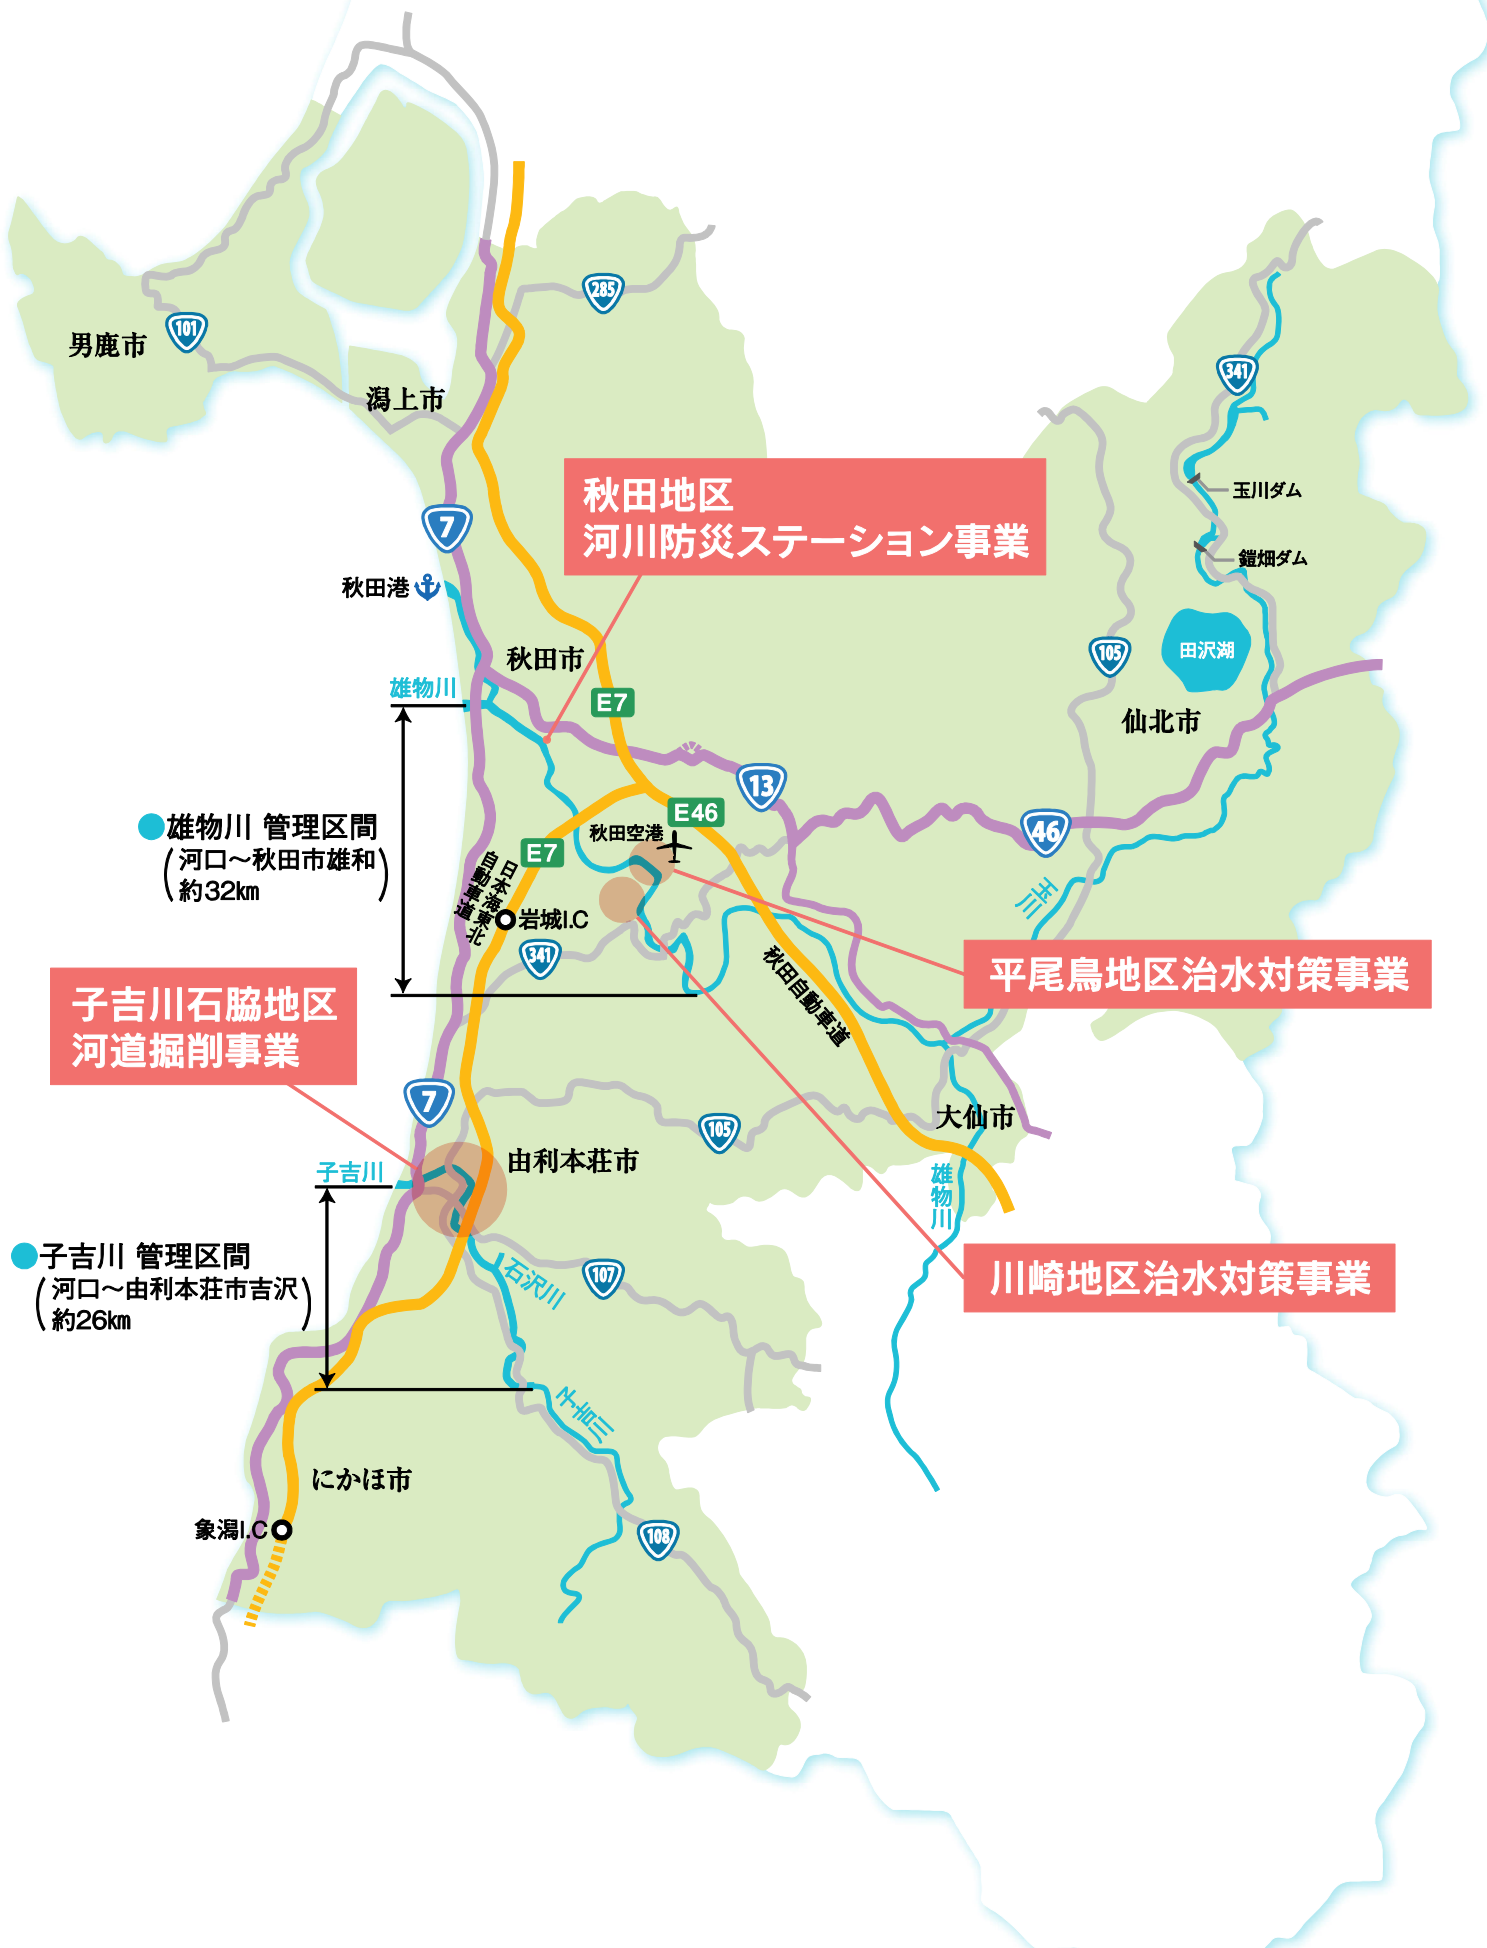 285
101
男鹿市
潟上市
341
秋田地区
河川防災ステーション事業
玉川ダム
7
鎧畑ダム
秋田港
105
田沢湖
秋田市
雄物川
E7
仙北市
13
E46
46
雄物川 管理区間
(河口～秋田市雄和)
約32km
秋田空港
E7
日本海東北
自動車道
岩城I.C
玉川
341
秋田自動車道
平尾鳥地区治水対策事業
子吉川石脇地区
河道掘削事業
7
105
大仙市
由利本荘市
子吉川
雄物川
子吉川 管理区間
(河口～由利本荘市吉沢)
約26km
石沢川
107
川崎地区治水対策事業
子吉川
にかほ市
象潟I.C
108